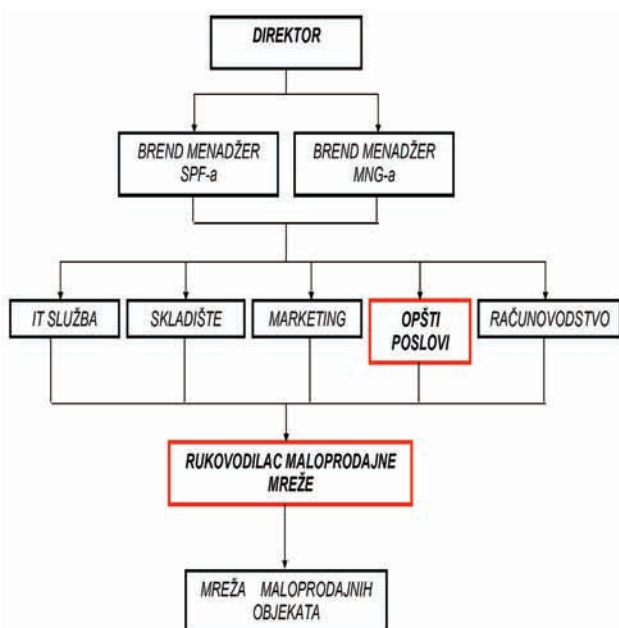 DIREKTOR
BREND MENADŽER
SPF-a
BREND MENADŽER
MNG-a
IT SLUŽBA
SKLADIŠTE
MARKETING
OPŠTI
POSLOVI
RAČUNOVODSTVO
RUKOVODILAC MALOPRODAJNE
MREŽE
MREŽA MALOPRODAJNIH
OBJEKATA